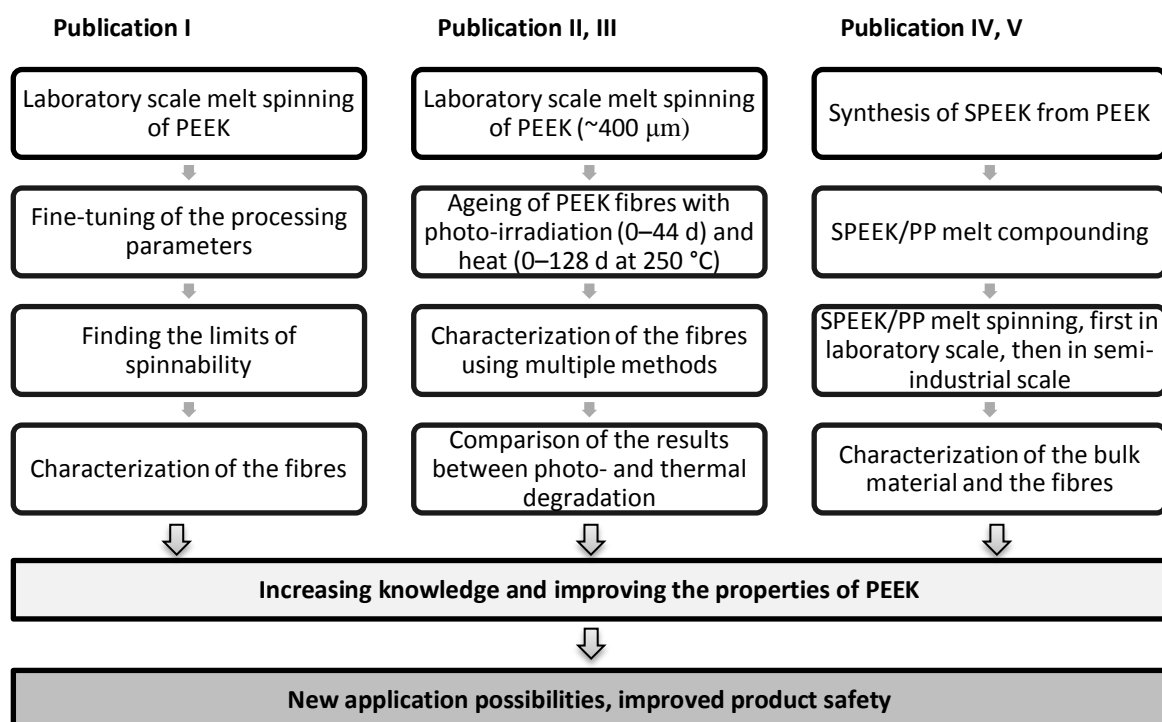 Publication I
Laboratory scale melt spinning
of PEEK
Fine-tuning of the processing
parameters
Finding the limits of
spinnability
Characterization of the fibres
Publication II, III
Laboratory scale melt spinning
of PEEK (~400 μm)
Ageing of PEEK fibres with
photo-irradiation (0–44 d) and
heat (0–128 d at 250 °C)
Characterization of the fibres
using multiple methods
Comparison of the results
between photo- and thermal
degradation
Publication IV, V
Synthesis of SPEEK from PEEK
SPEEK/PP melt compounding
SPEEK/PP melt spinning, first in
laboratory scale, then in semi-
industrial scale
Characterization of the bulk
material and the fibres
Increasing knowledge and improving the properties of PEEK
New application possibilities, improved product safety